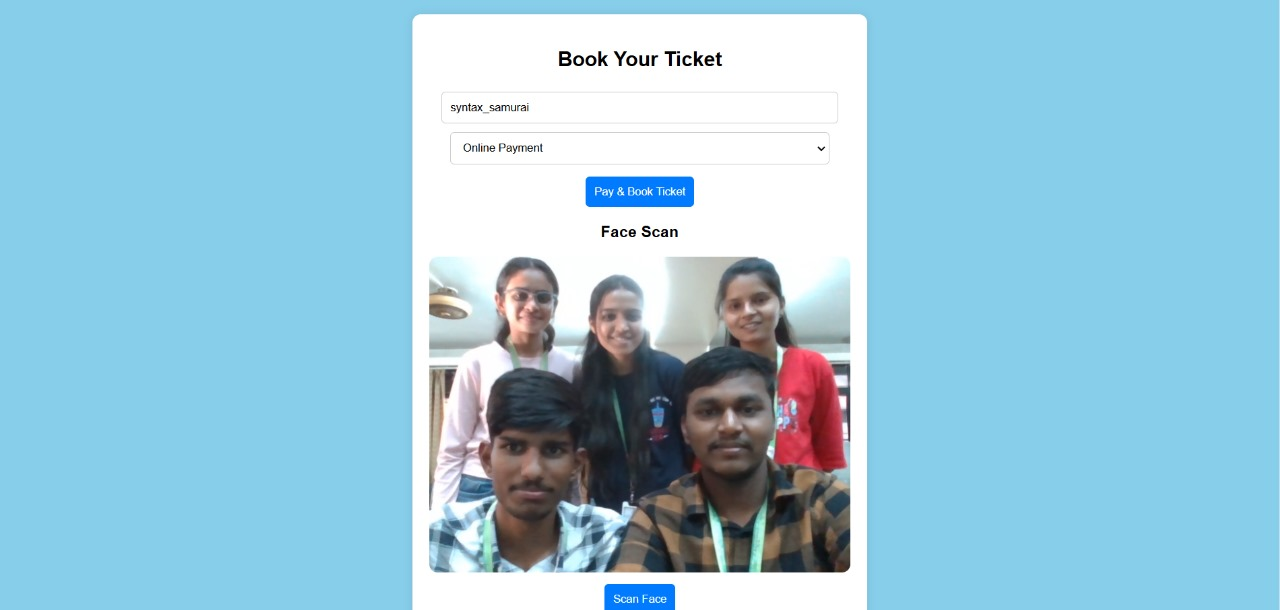 Book Your Ticket
syntax_samurai
Online Payment
Pay & Book Ticket
Face Scan
Scan Face